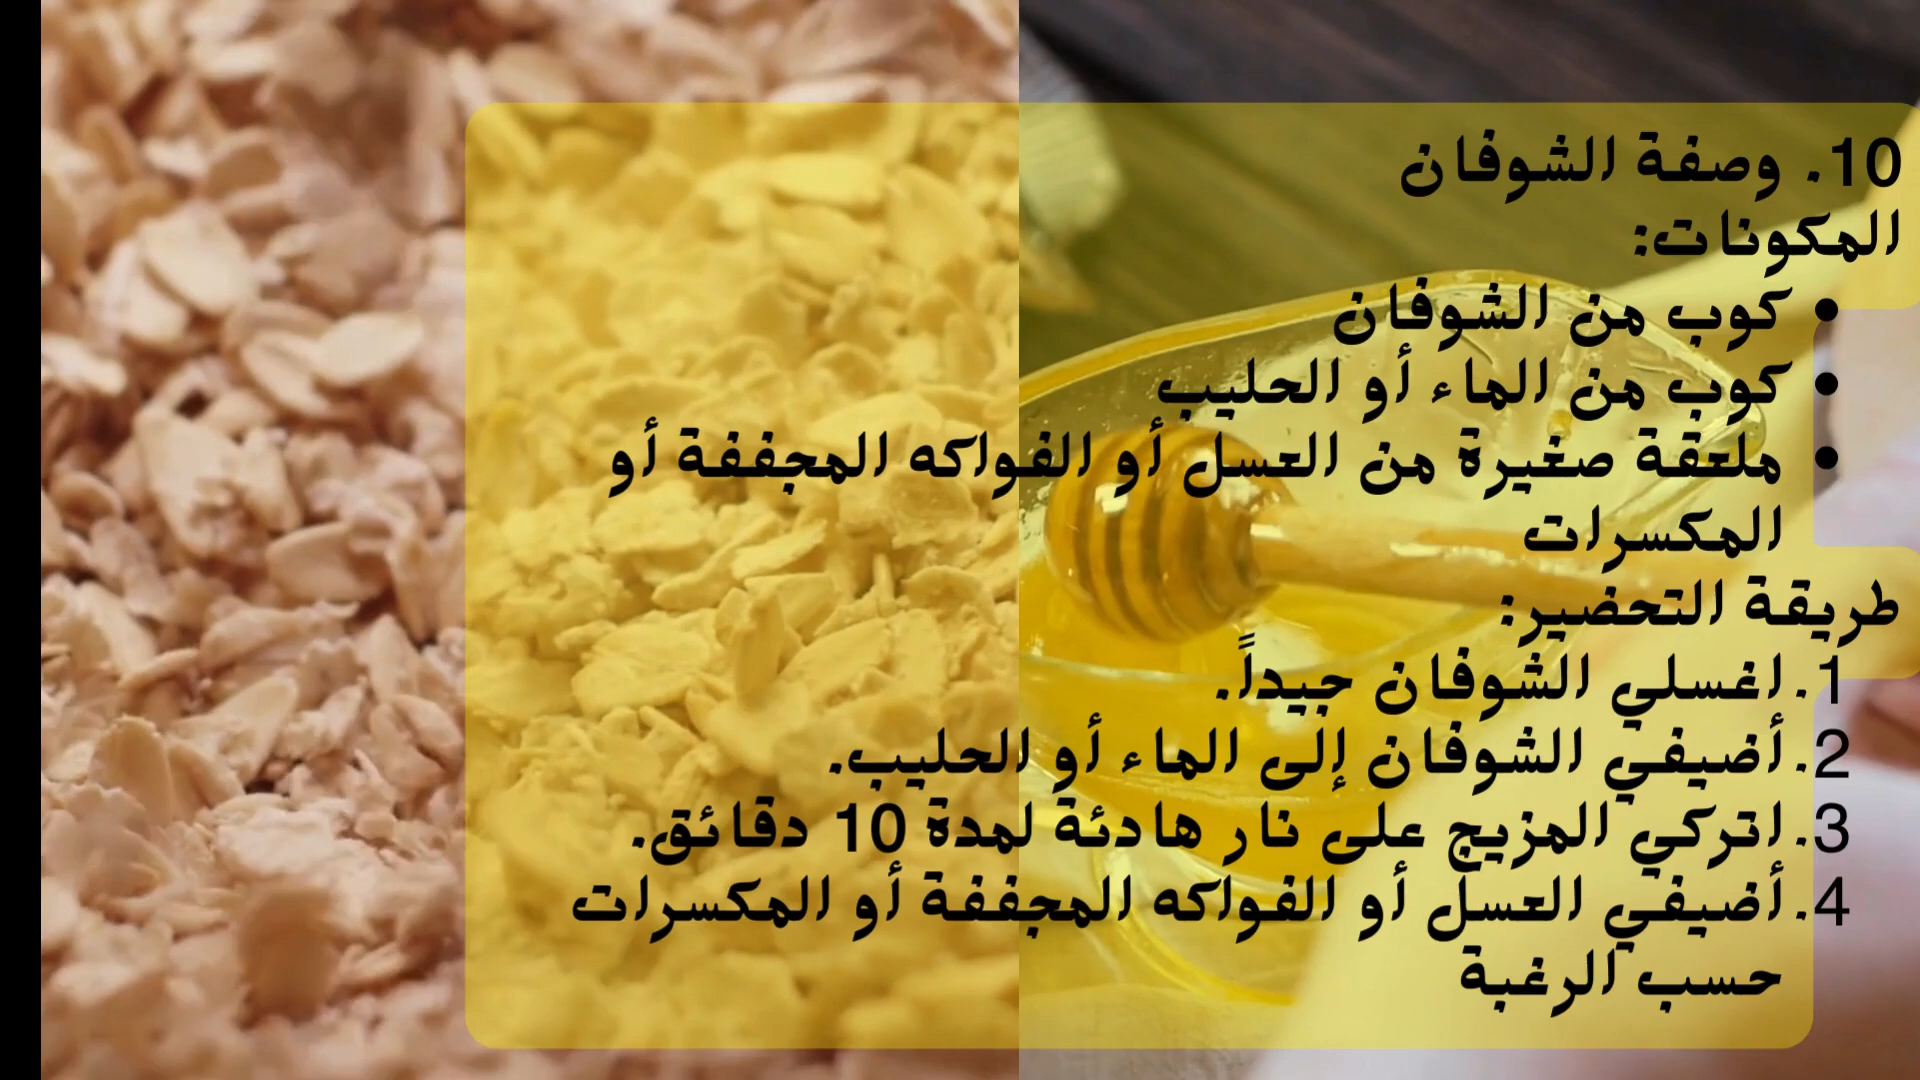 10. وصفة الشوفان
المكونات:
• كوب من الشوفان
• كوب من الماء أو الحليب
• ملعقة صغيرة من العسل أو الفواكه المجففة أو
المكسرات
طريقة التحضير:
1. اغسلي الشوفان جيداً.
2. أضيفي الشوفان إلى الماء أو الحليب.
3. اتركي المزيج على نار هادئة لمدة 10 دقائق.
4. أضيفي العسل أو الفواكه المجففة أو المكسرات
حسب الرغبة